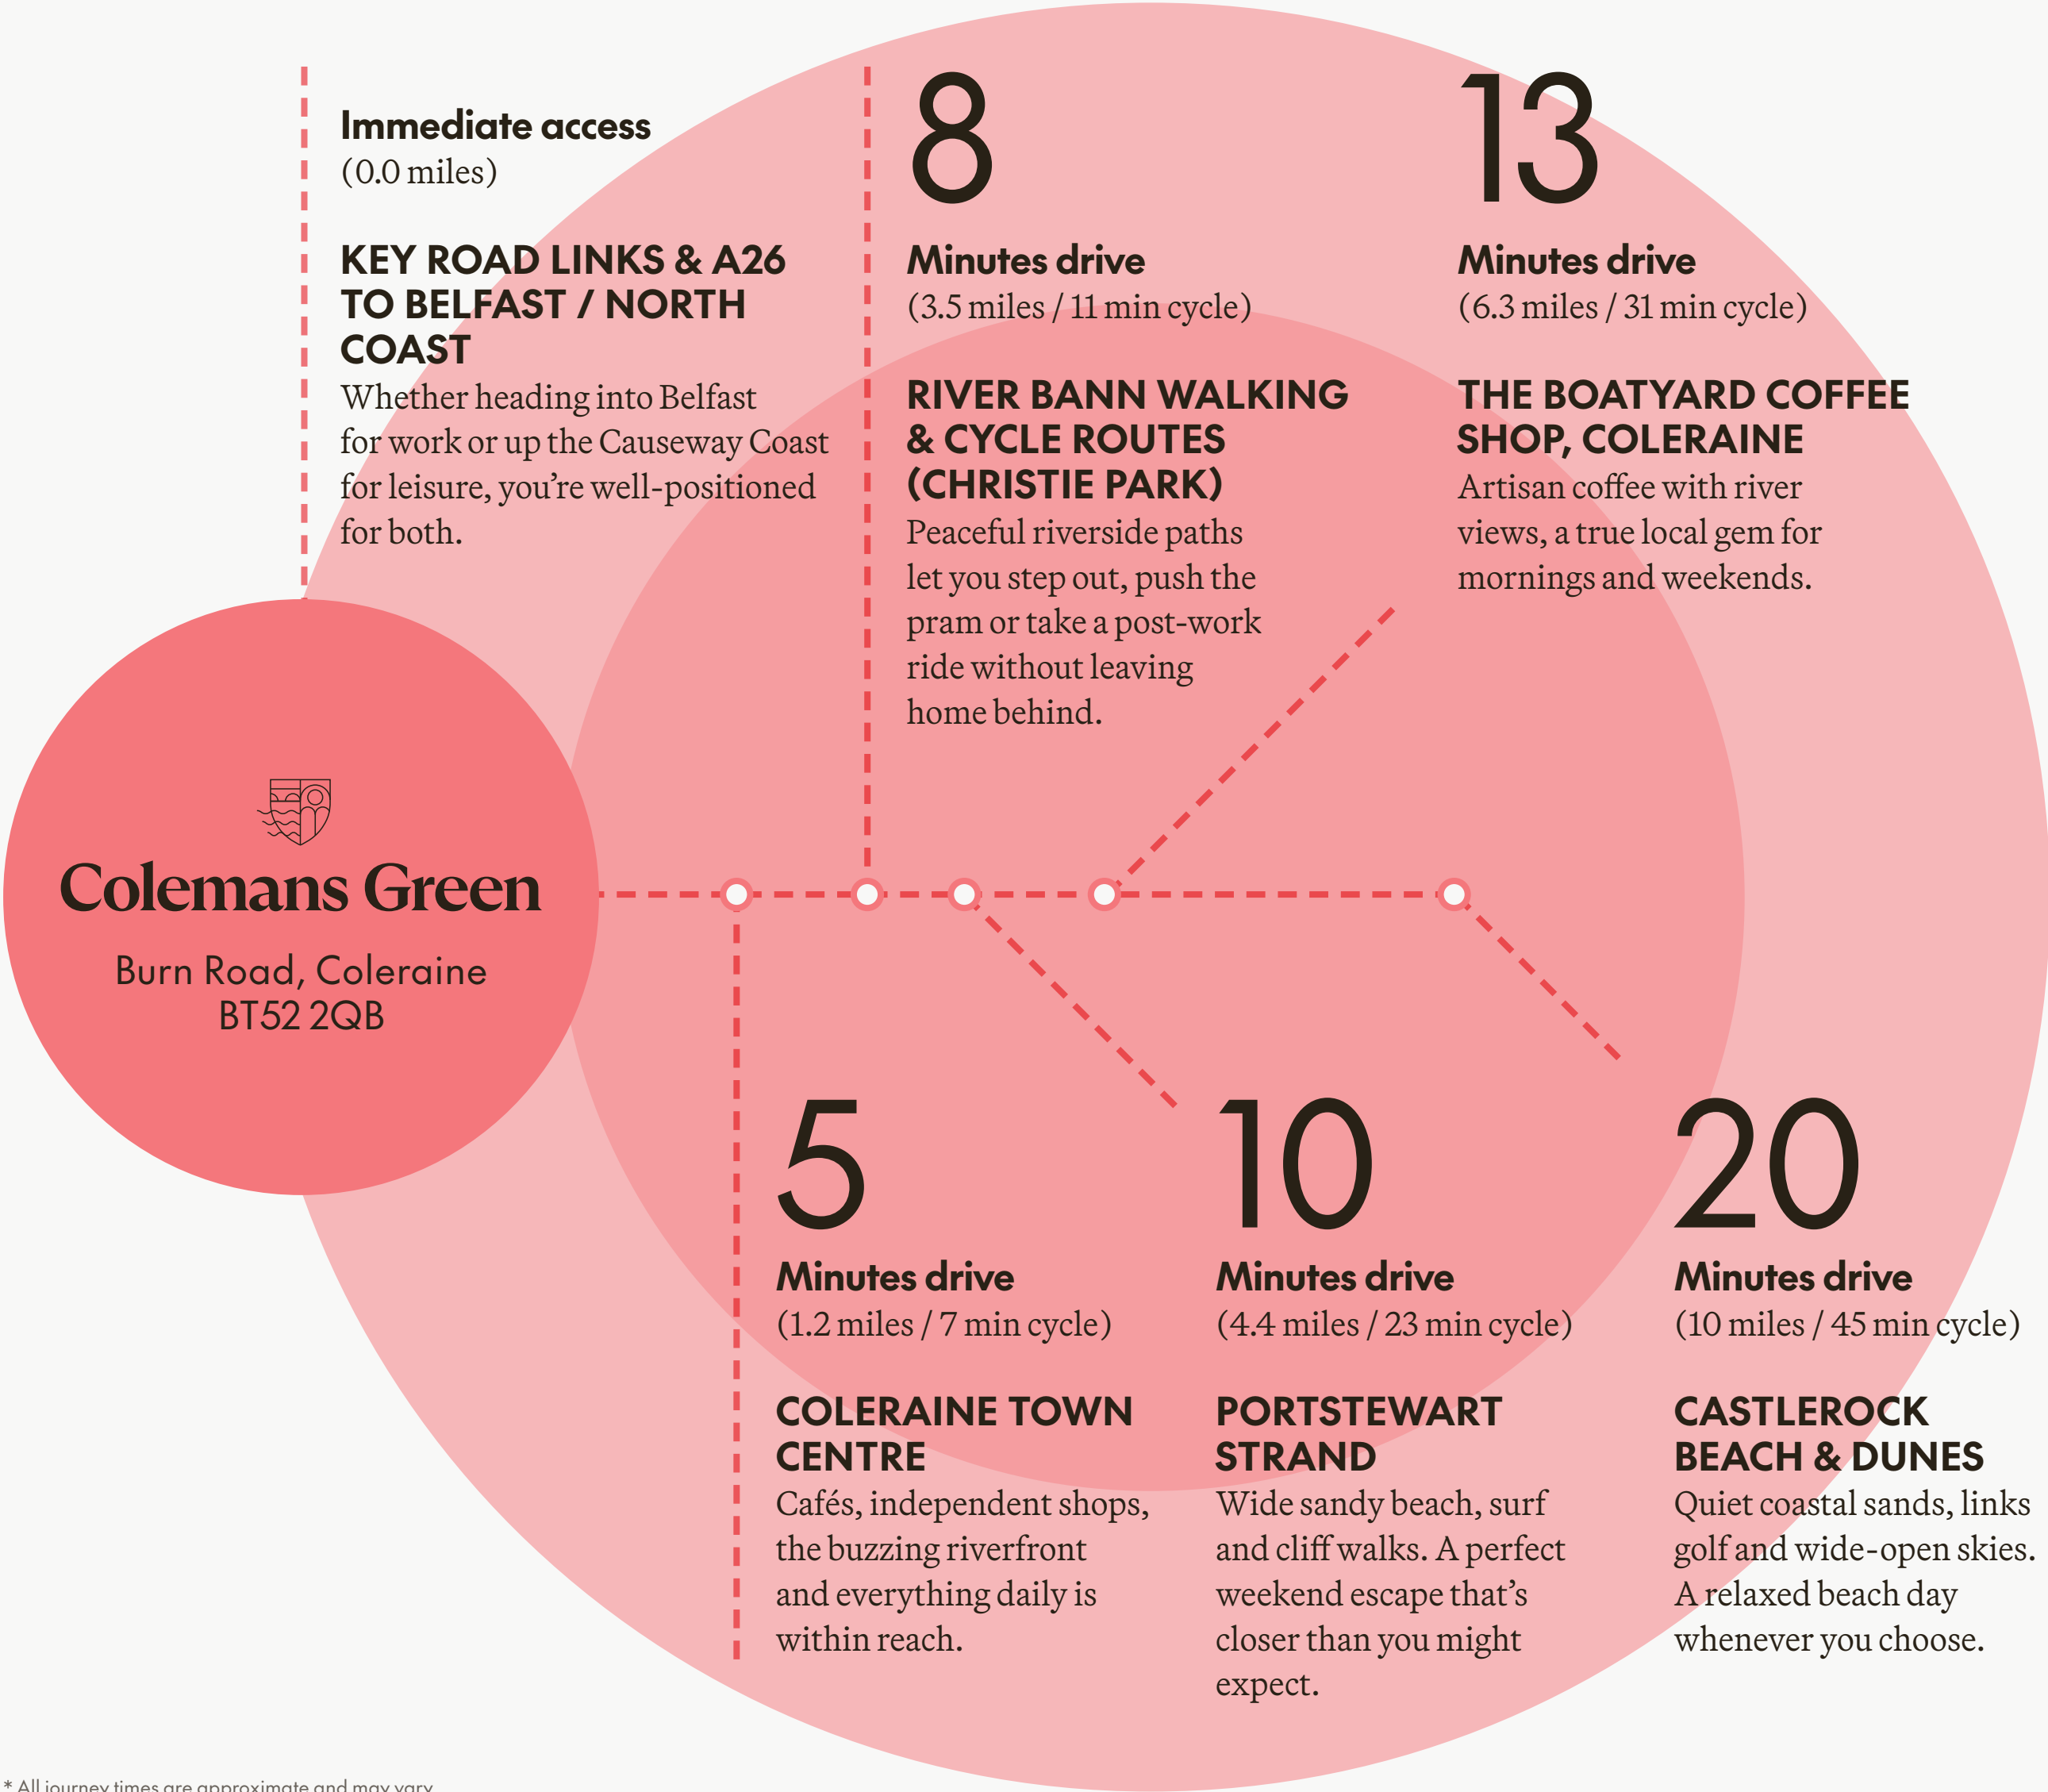 Immediate access
(0.0 miles)
KEY ROAD LINKS & A26
TO BELFAST / NORTH
COAST
Whether heading into Belfast
for work or up the Causeway Coast
for leisure, you’re well-positioned
for both.
8
Minutes drive
(3.5 miles / 11 min cycle)
RIVER BANN WALKING
& CYCLE ROUTES
(CHRISTIE PARK)
Peaceful riverside paths
let you step out, push the
pram or take a post-work
ride without leaving
home behind.
13
Minutes drive
(6.3 miles / 31 min cycle)
THE BOATYARD COFFEE
SHOP, COLERAINE
Artisan coffee with river
views, a true local gem for
mornings and weekends.
Colemans Green
Burn Road, Coleraine
BT52 2QB
5
Minutes drive
(1.2 miles / 7 min cycle)
COLERAINE TOWN
CENTRE
Cafés, independent shops,
the buzzing riverfront
and everything daily is
within reach.
10
Minutes drive
(4.4 miles / 23 min cycle)
PORTSTEWART
STRAND
Wide sandy beach, surf
and cliff walks. A perfect
weekend escape that’s
closer than you might
expect.
20
Minutes drive
(10 miles / 45 min cycle)
CASTLEROCK
BEACH & DUNES
Quiet coastal sands, links
golf and wide-open skies.
A relaxed beach day
whenever you choose.
* All journey times are approximate and may vary